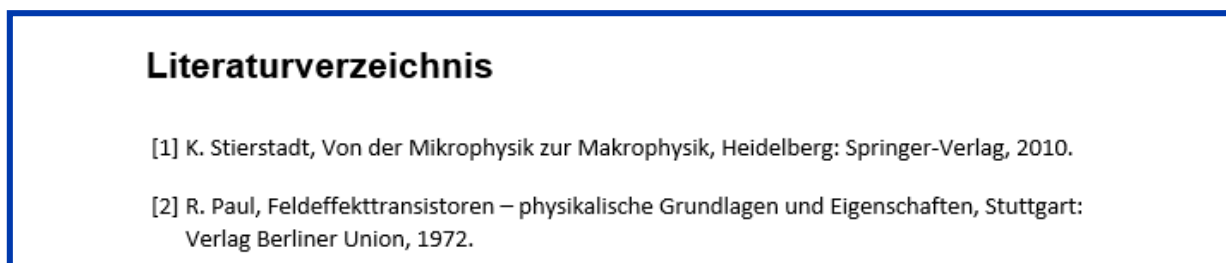 Literaturverzeichnis
[1] K. Stierstadt, Von der Mikrophysik zur Makrophysik, Heidelberg: Springer-Verlag, 2010.
[2] R. Paul, Feldeffekttransistoren – physikalische Grundlagen und Eigenschaften, Stuttgart:
Verlag Berliner Union, 1972.